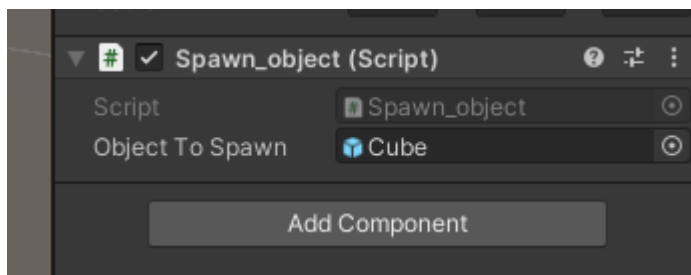 # Spawn_object (Script)
Script Spawn_object
Object To Spawn Cube
Add Component